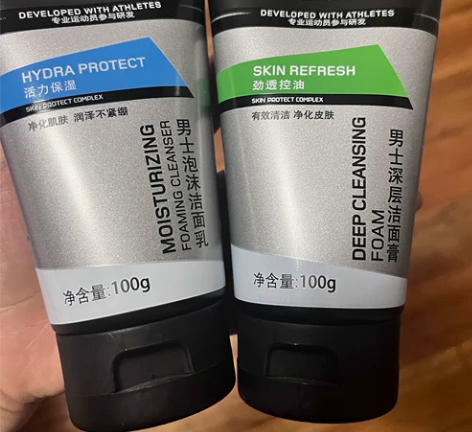 DEVELOPED WITH ATHLETES
专业运动员参与研发
HYDRA PROTECT
活力保湿
SKIN PROTECT COMPLEX
净化肌肤 润泽不紧绷
MOISTURIZING
FOAMING CLEANSER
男士泡沫洁面乳
净含量:100g
DEVELOPED WITH ATHLETES
专业运动员参与研发
SKIN REFRESH
劲透控油
SKIN PROTECT COMPLEX
有效清洁 净化皮肤
DEEP CLEANSING
FOAM
男士深层洁面膏
净含量:100g